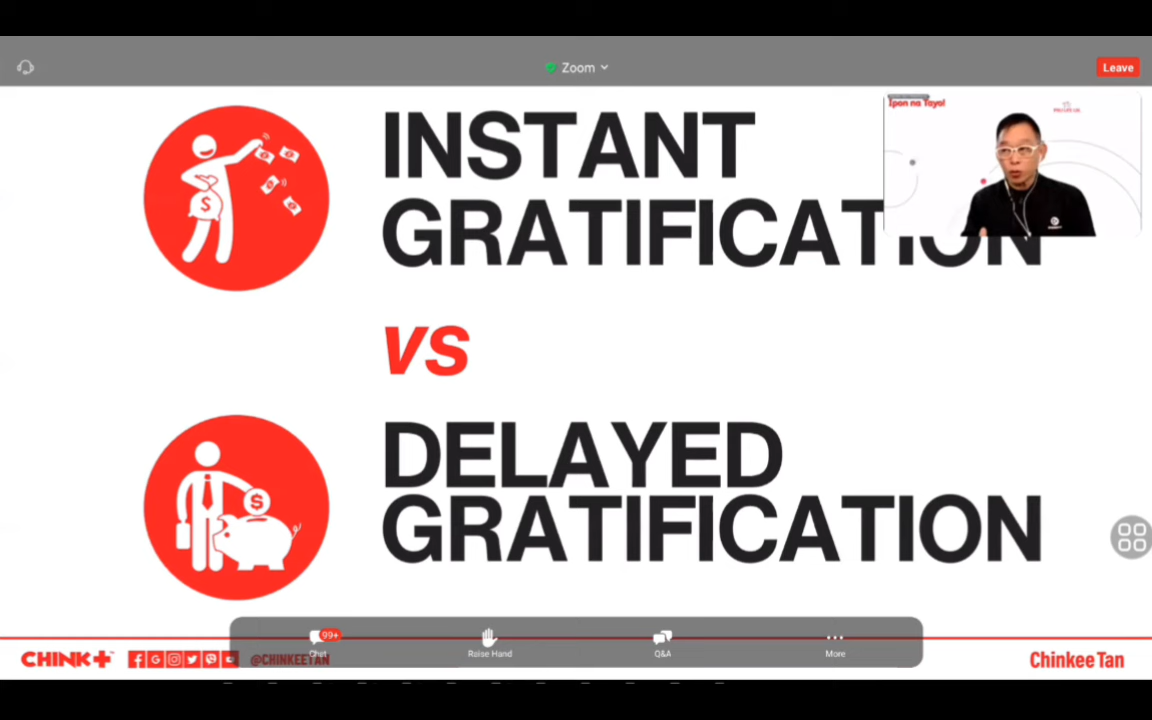 Zoom
Leave
INSTANT
GRATIFICATION
Ipon na Tayo!
VS
DELAYED
GRATIFICATION
99+
Chat
Raise Hand
Q&A
More
CHINK+
@CHINKEETAN
Chinkee Tan